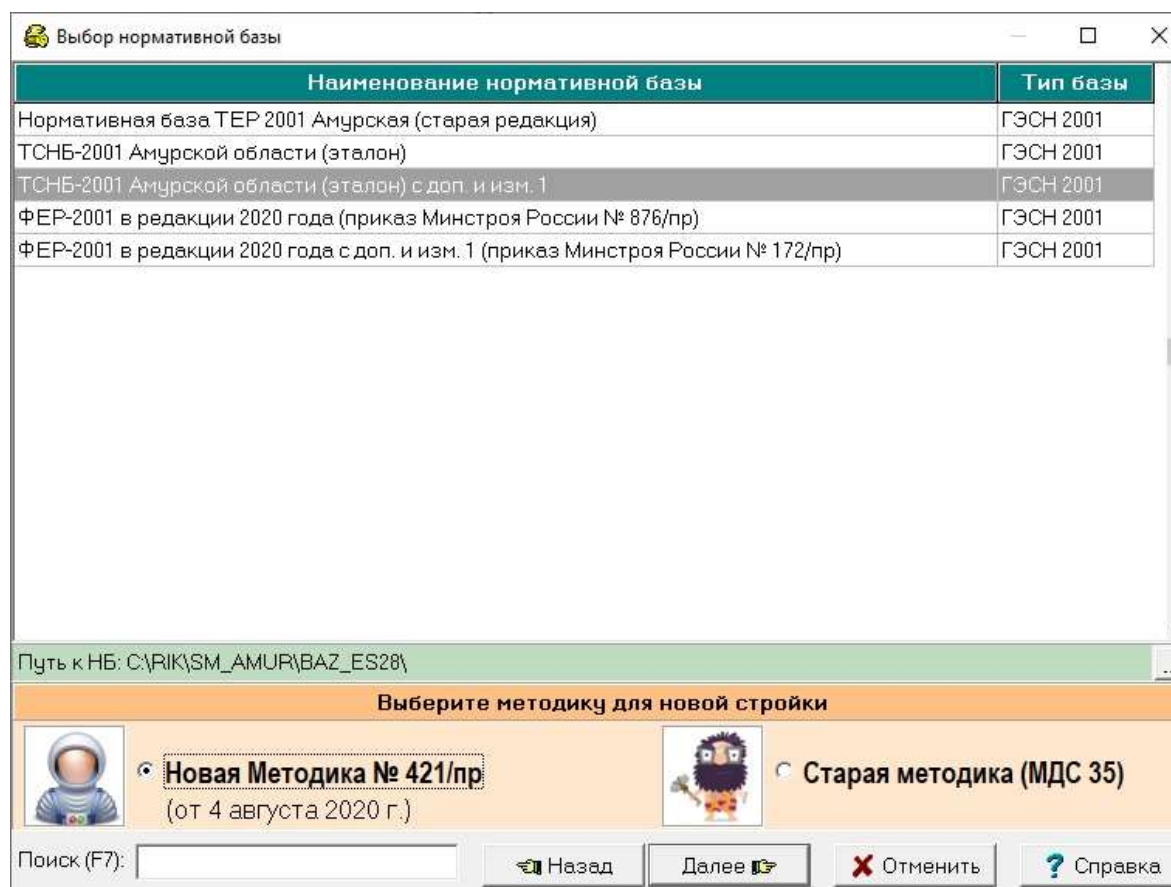 Выбор нормативной базы
Наименование нормативной базы Тип базы
Нормативная база ТЕР 2001 Амурская (старая редакция) ГЭСН 2001
ТСНБ-2001 Амурской области (эталон) ГЭСН 2001
ТСНБ-2001 Амурской области (эталон) с доп. и изм. 1 ГЭСН 2001
ФЕР-2001 в редакции 2020 года (приказ Минстроя России № 876/пр) ГЭСН 2001
ФЕР-2001 в редакции 2020 года с доп. и изм. 1 (приказ Минстроя России № 172/пр) ГЭСН 2001
Путь к НБ: C:\RIK\SM_AMUR\BAZ_ES28\
Выберите методику для новой стройки
Новая Методика № 421/пр Старая методика (МДС 35)
(от 4 августа 2020 г.)
Поиск (F7): Назад Далее Отменить ? Справка